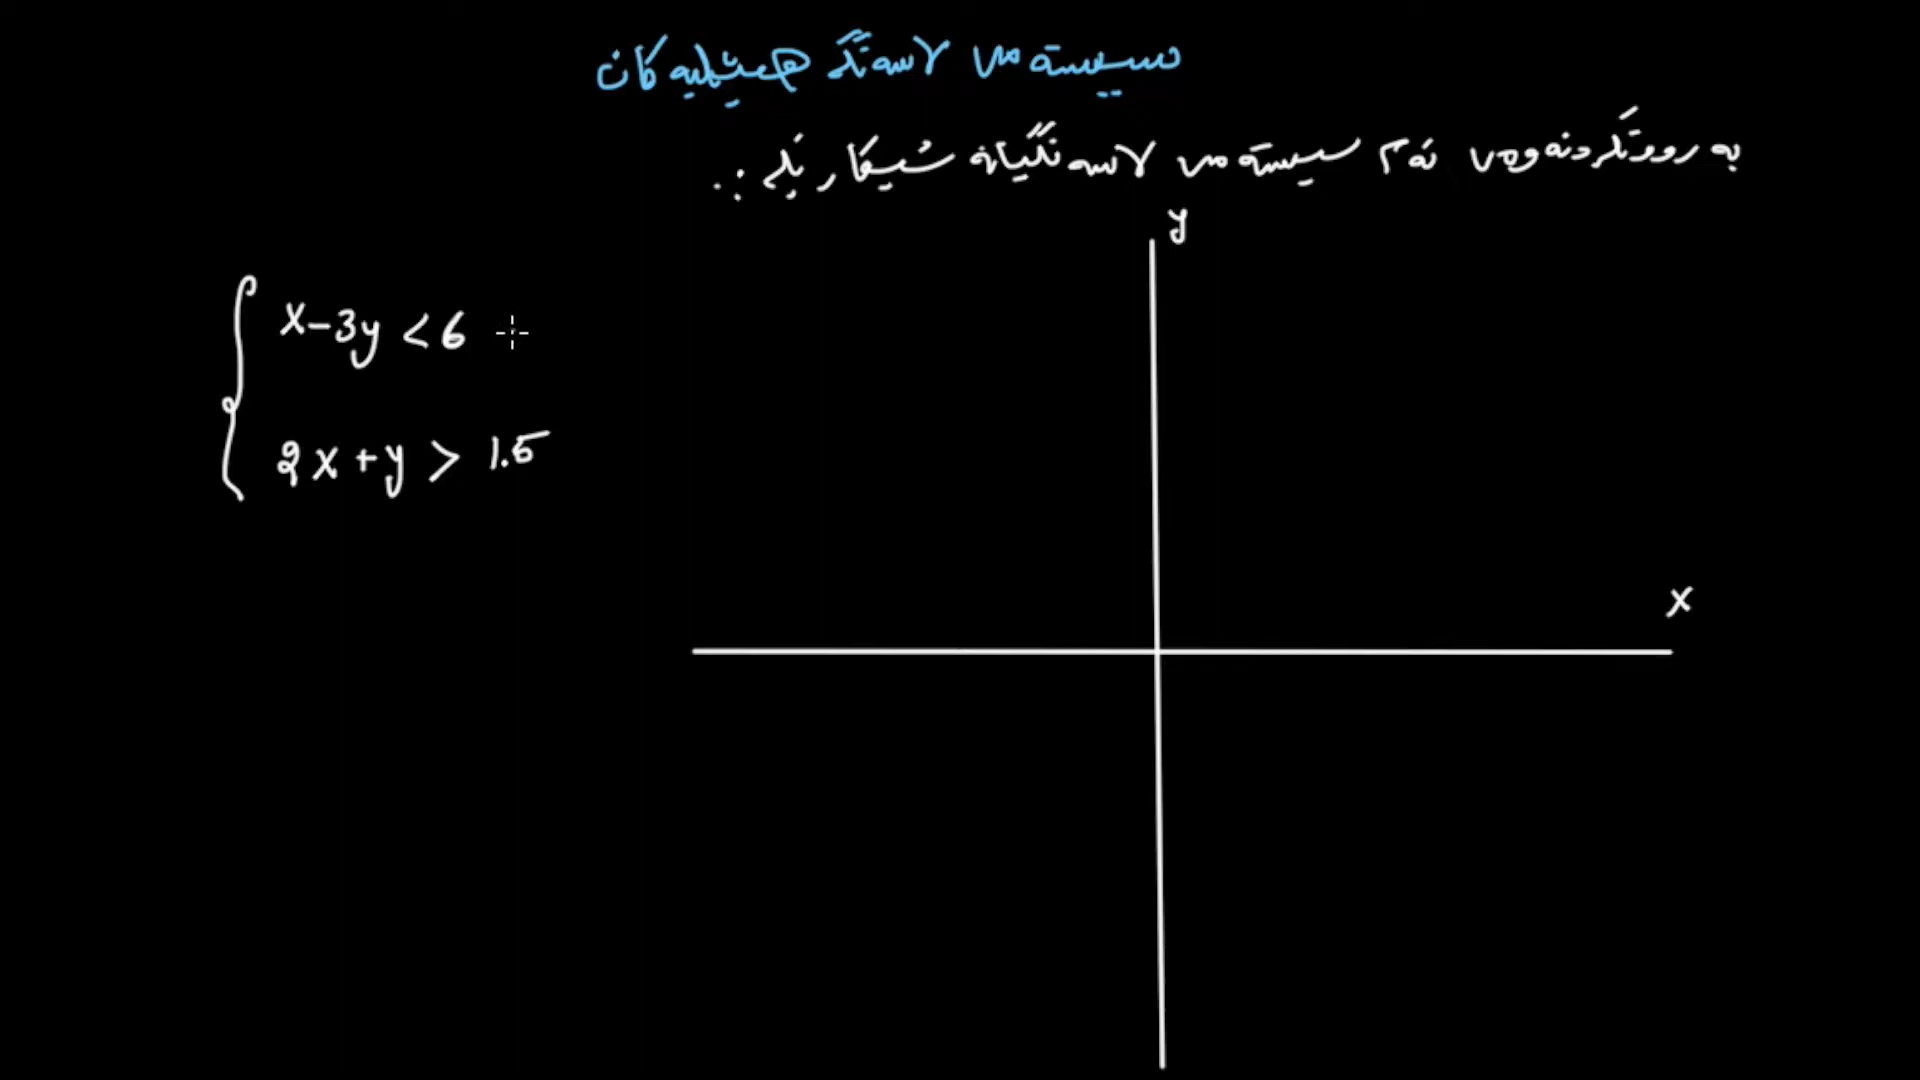 سیستەمی لاسەنگە هێڵیەکان
بە ڕوونکردنەوەی ئەم سیستەمی لاسەنگیانە شیکار بکە :.
y
x-3y < 6
2x+y > 1.5
x